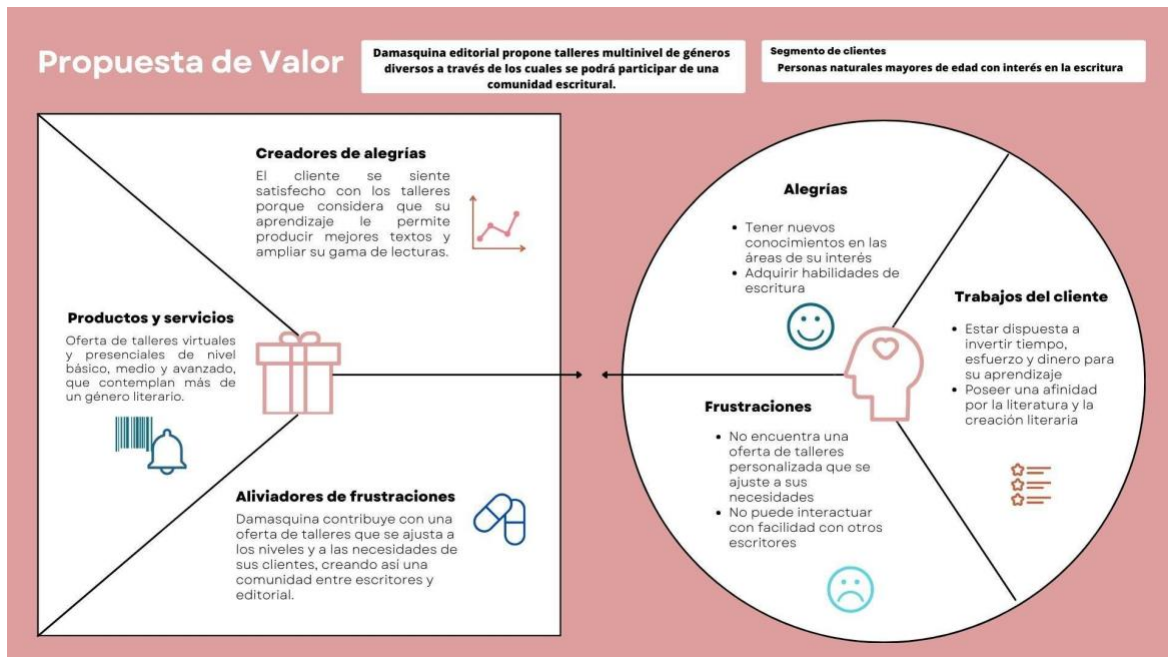 Propuesta de Valor
Damasquina editorial propone talleres multinivel de géneros
diversos a través de los cuales se podrá participar de una
comunidad escritural.
Segmento de clientes
Personas naturales mayores de edad con interés en la escritura
Creadores de alegrías
El cliente se siente
satisfecho con los talleres
porque considera que su
aprendizaje le permite
producir mejores textos y
ampliar su gama de lecturas.
Productos y servicios
Oferta de talleres virtuales
y presenciales de nivel
básico, medio y avanzado,
que contemplan más de
un género literario.
Aliviadores de frustraciones
Damasquina contribuye con una
oferta de talleres que se ajusta a
los niveles y a las necesidades de
sus clientes, creando así una
comunidad entre escritores y
editorial.
Alegrías
• Tener nuevos
conocimientos en las
áreas de su interés
• Adquirir habilidades de
escritura
Trabajos del cliente
• Estar dispuesta a
invertir tiempo,
esfuerzo y dinero para
su aprendizaje
• Poseer una afinidad
por la literatura y la
creación literaria
Frustraciones
• No encuentra una
oferta de talleres
personalizada que se
ajuste a sus
necesidades
• No puede interactuar
con facilidad con otros
escritores